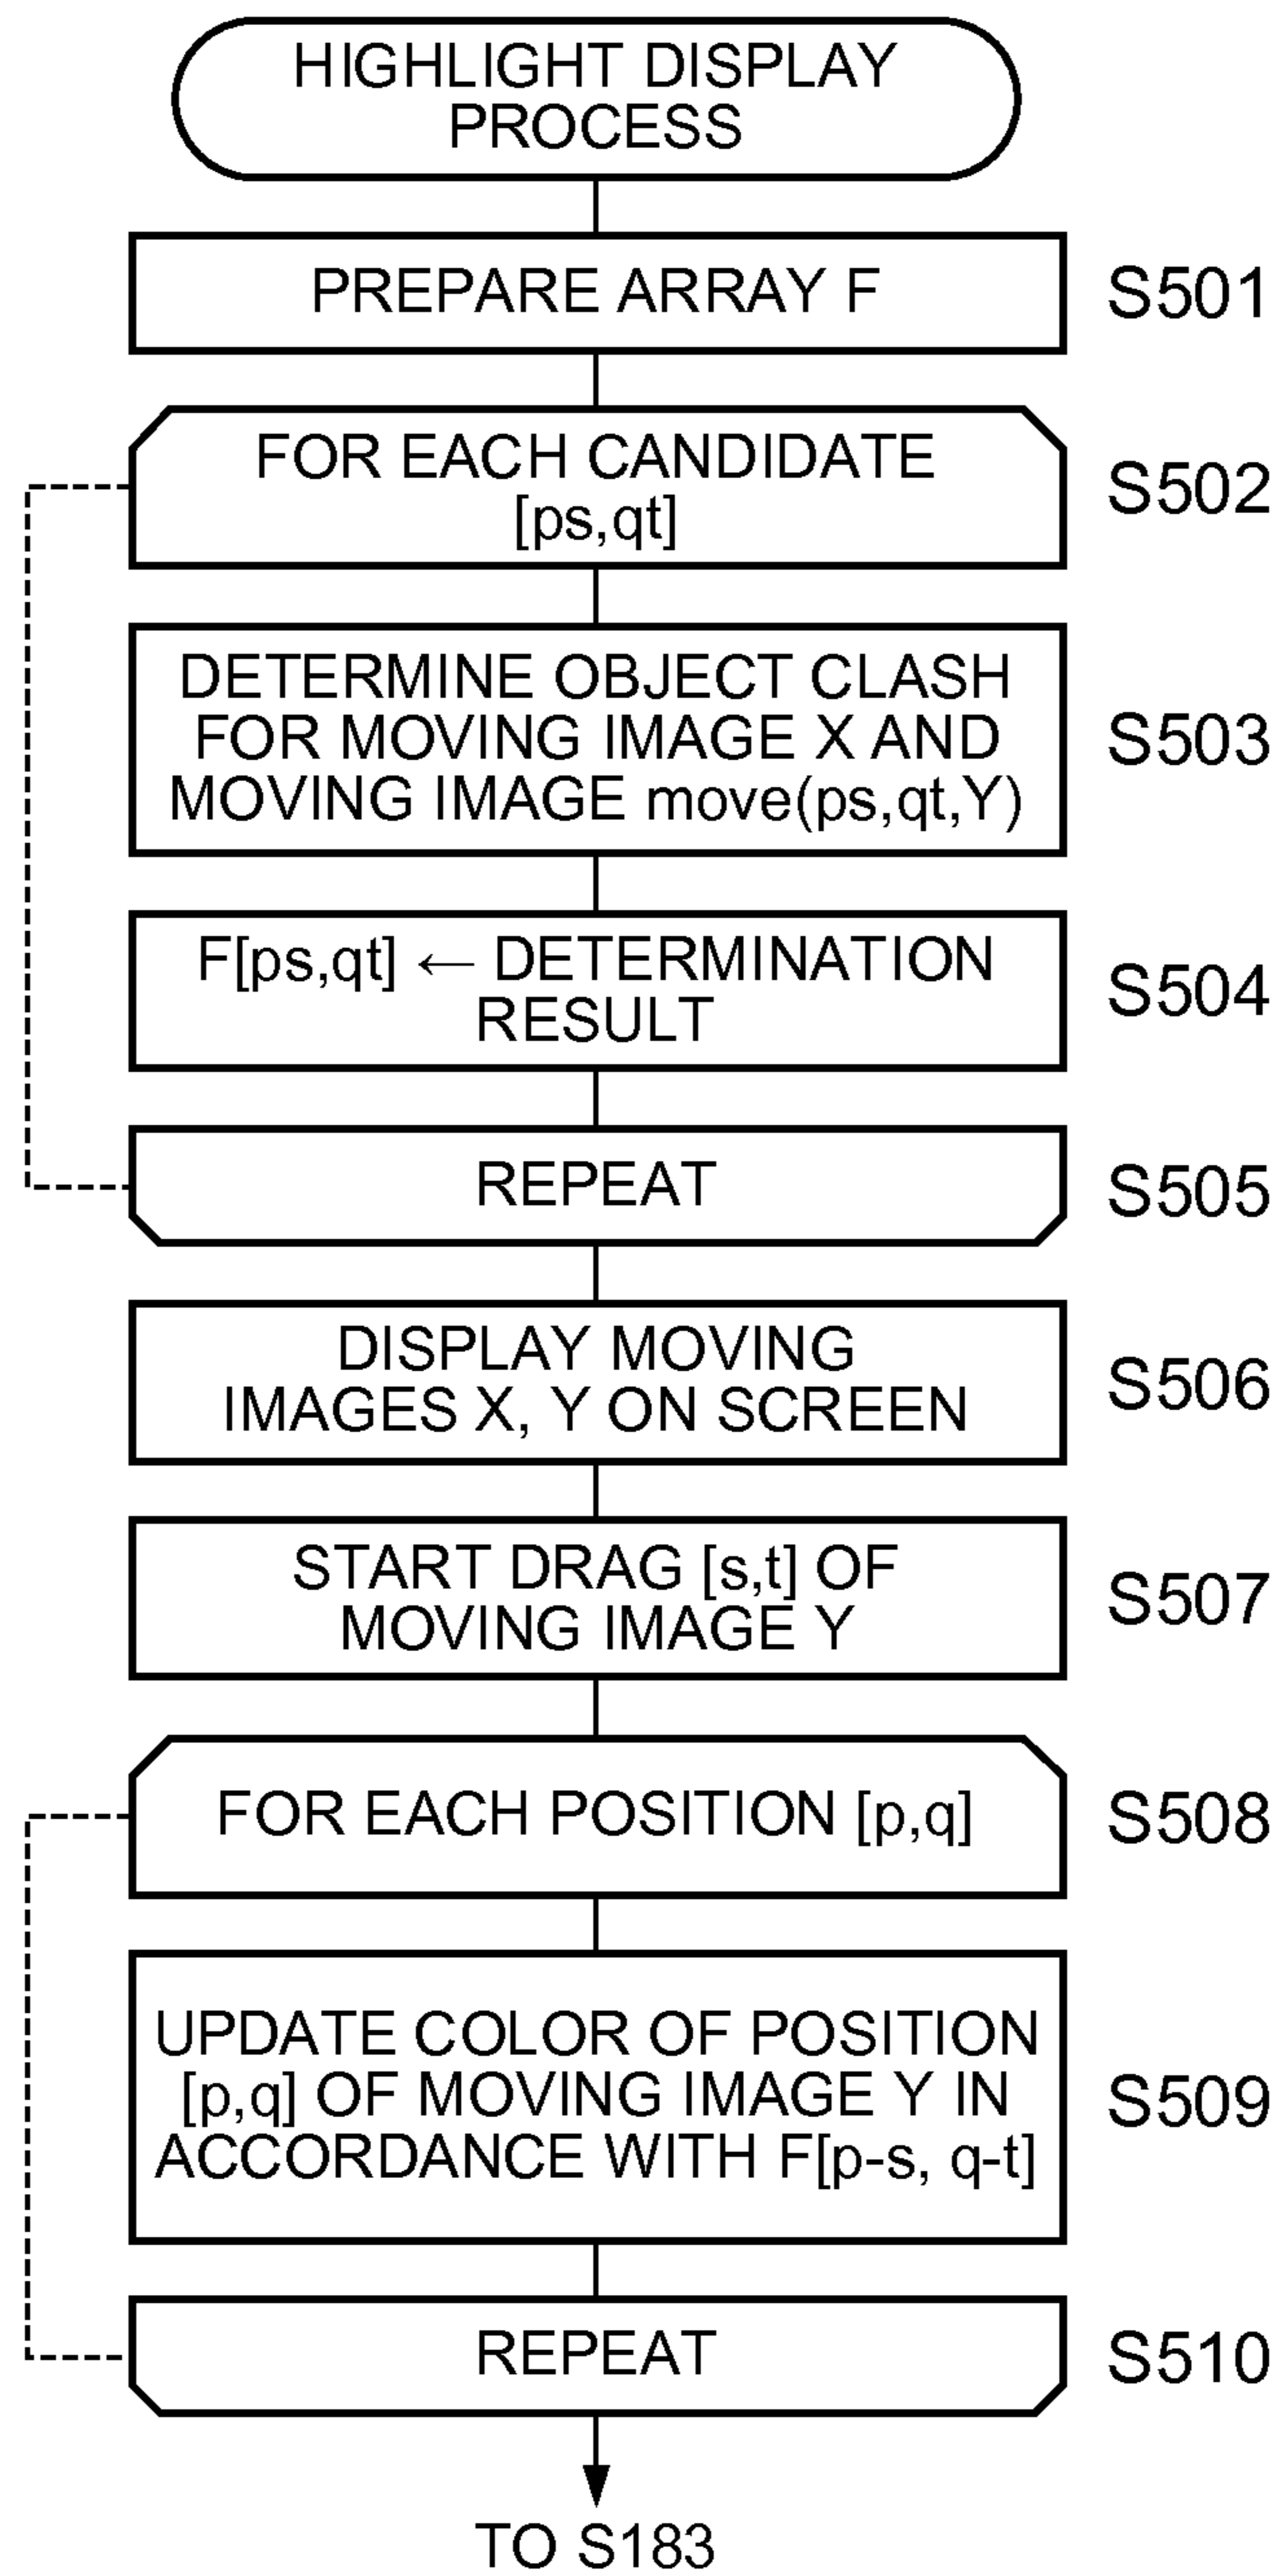 HIGHLIGHT DISPLAY
PROCESS
PREPARE ARRAY F
S501
FOR EACH CANDIDATE
[ps,qt]
S502
DETERMINE OBJECT CLASH
FOR MOVING IMAGE X AND
MOVING IMAGE move(ps,qt,Y)
S503
F[ps,qt] ← DETERMINATION
RESULT
S504
REPEAT
S505
DISPLAY MOVING
IMAGES X, Y ON SCREEN
S506
START DRAG [s,t] OF
MOVING IMAGE Y
S507
FOR EACH POSITION [p,q]
S508
UPDATE COLOR OF POSITION
[p,q] OF MOVING IMAGE Y IN
ACCORDANCE WITH F[p-s, q-t]
S509
REPEAT
S510
TO S183